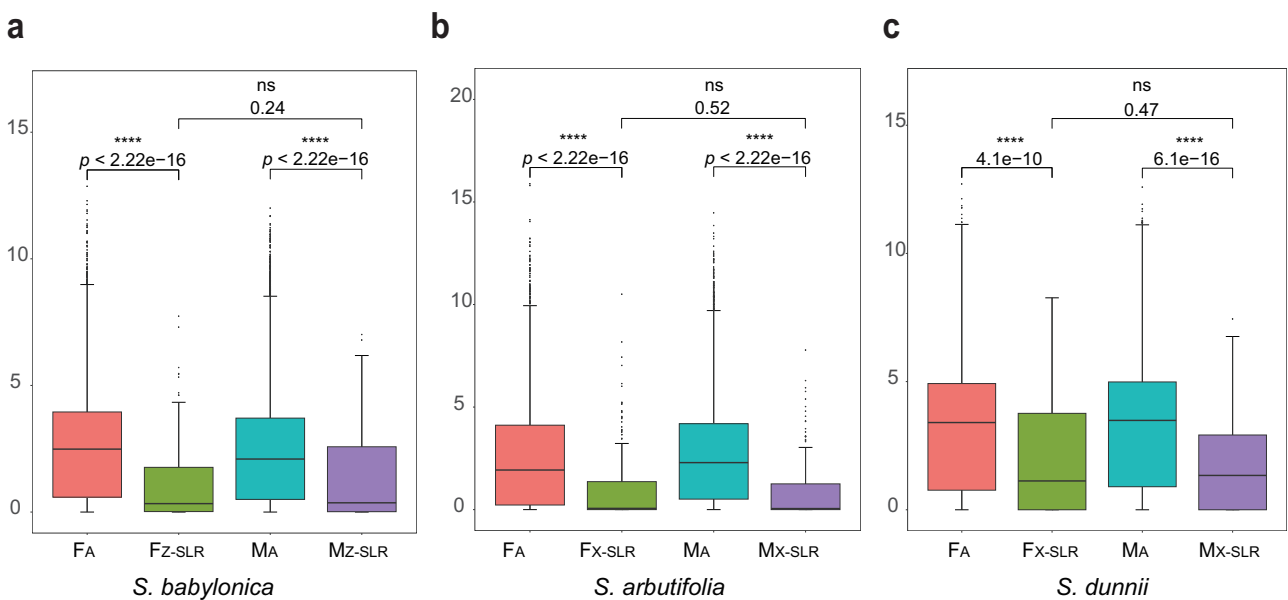 a
ns
0.24
**** ****
p < 2.22e−16 p < 2.22e−16
15
10
5
0
FA FZ-SLR MA MZ-SLR
S. babylonica
b
ns
0.52
**** ****
p < 2.22e−16 p < 2.22e−16
20
15
10
5
0
FA FX-SLR MA MX-SLR
S. arbutifolia
c
ns
0.47
**** ****
4.1e−10 6.1e−16
15
10
5
0
FA FX-SLR MA MX-SLR
S. dunnii